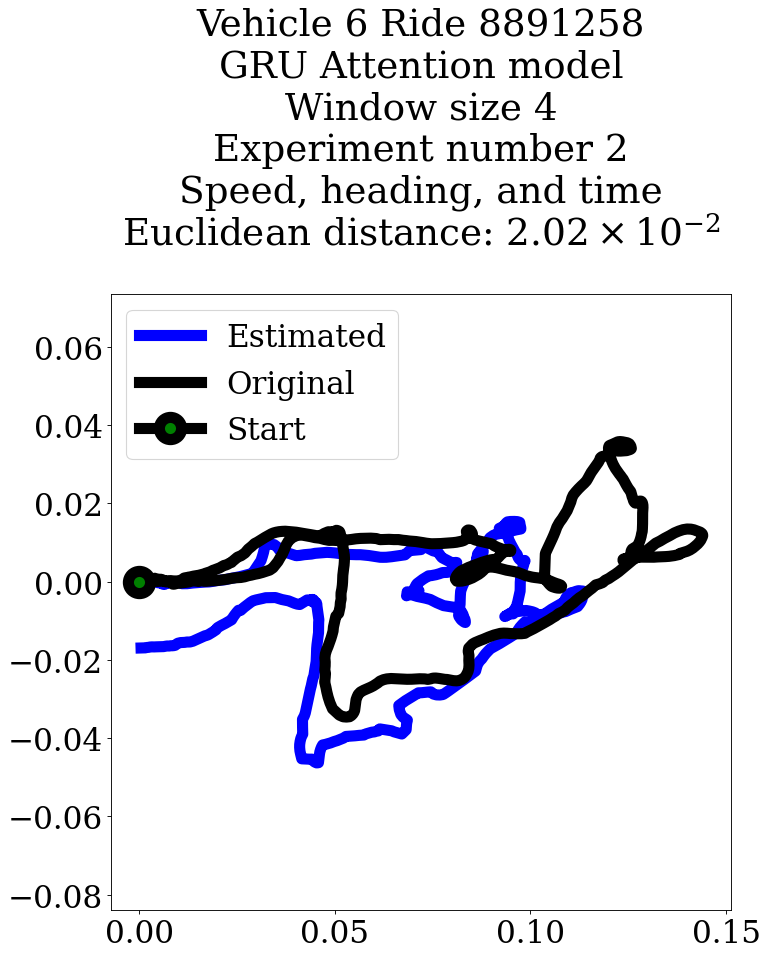 Vehicle 6 Ride 8891258
GRU Attention model
Window size 4
Experiment number 2
Speed, heading, and time
Euclidean distance: 2.02 × 10⁻²
Estimated
Original
Start
0.06
0.04
0.02
0.00
−0.02
−0.04
−0.06
−0.08
0.00 0.05 0.10 0.15